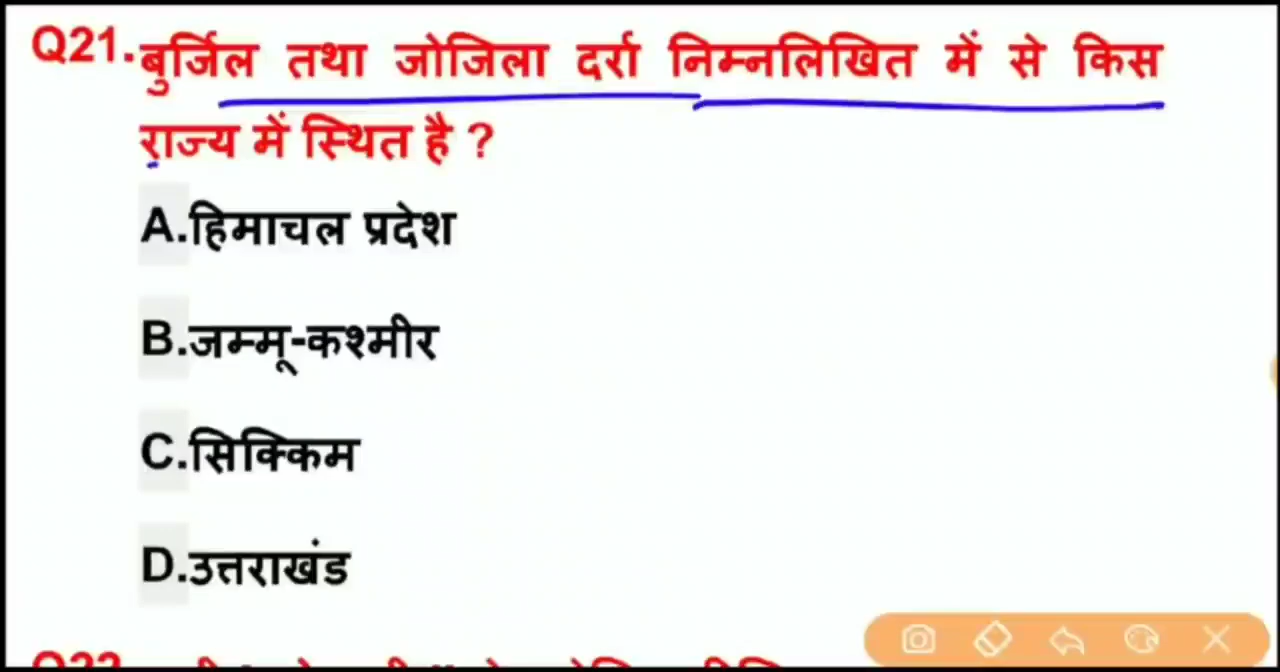 Q21.बुर्जिल तथा जोजिला दर्रा निम्नलिखित में से किस
राज्य में स्थित है ?
A.हिमाचल प्रदेश
B.जम्मू-कश्मीर
C.सिक्किम
D.उत्तराखंड